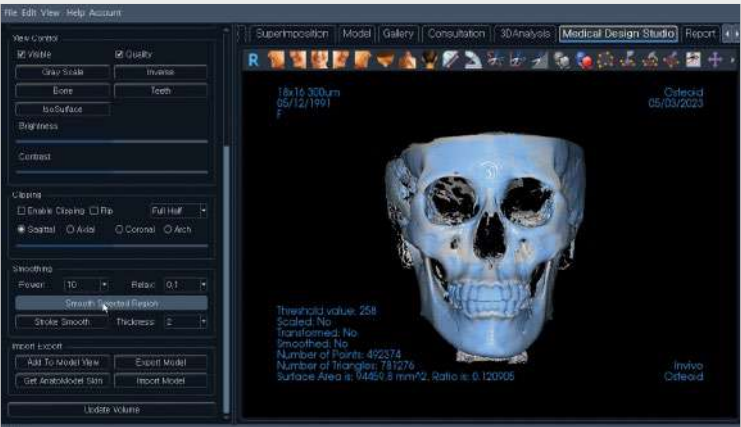 File Edit View Help Account
Superimposition Model Gallery Consultation 3DAnalysis Medical Design Studio Report
View Control
Visible Quality
Gray Scale Inverse
Bone Teeth
IsoSurface
Brightness
Contrast
Clipping
Enable Clipping Flip Full Half
Sagittal Axial Coronal Arch
Smoothing
Power: 10 Relax: 0.1
Smooth Selected Region
Stroke Smooth Thickness: 2
Import Export
Add To Model View Export Model
Get AnatoModel Skin Import Model
Update Volume
R
18x16 300um
05/12/1991
F
Osteoid
05/03/2023
Threshold value: 258
Scaled: No
Transformed: No
Smoothed: No
Number of Points: 492374
Number of Triangles: 781276
Surface Area is: 94459.8 mm^2, Ratio is: 0.120905
Invivo
Osteoid